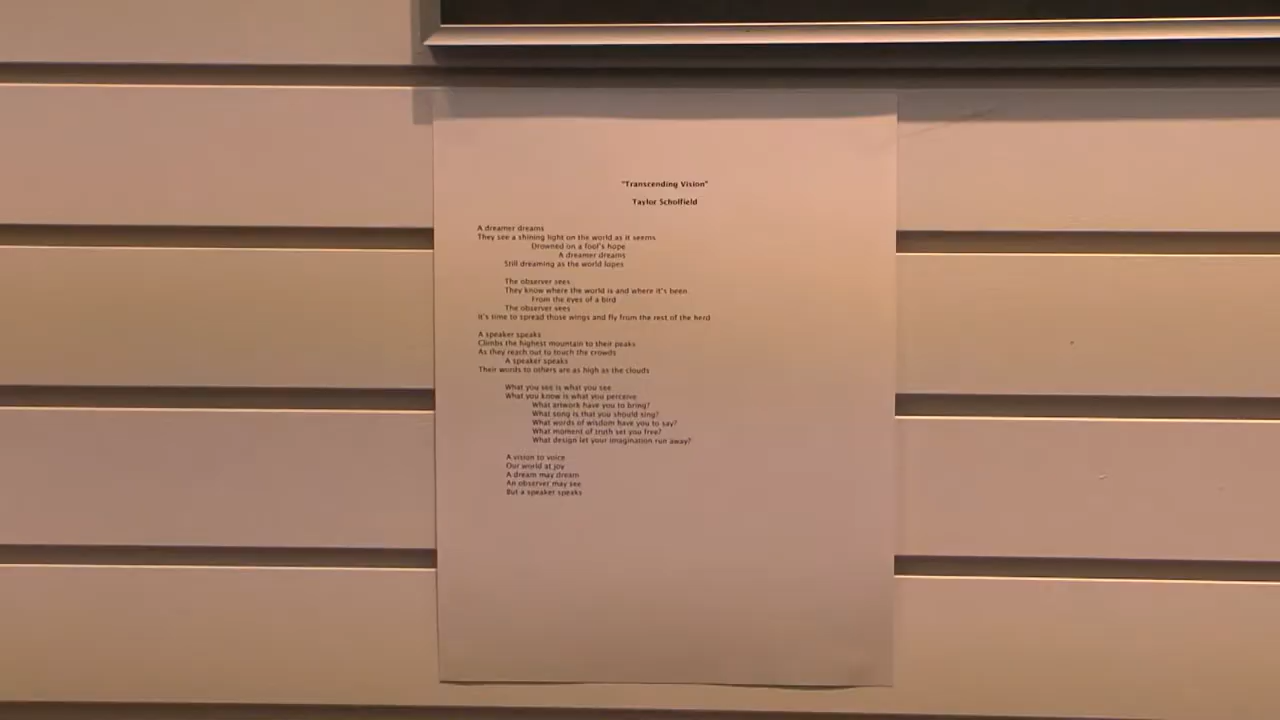 "Transcending Vision"
Taylor Schoffield
A dreamer dreams
They see a shining light on the world as it seems
Drowned on a fool's hope
A dreamer dreams
Still dreaming as the world lopes
The observer sees
They know where the world is and where it's been
From the eyes of a bird
The observer sees
It's time to spread those wings and fly from the rest of the herd
A speaker speaks
Climbs the highest mountain to their peaks
As they reach out to touch the crowds
A speaker speaks
Their words to others are as high as the clouds
What you see is what you see
What you know is what you perceive
What artwork have you to bring?
What song is that you should sing?
What words of wisdom have you to say?
What moment of truth set you free?
What design let your imagination run away?
A vision to voice
Our world at joy
A dream may dream
An observer may see
But a speaker speaks